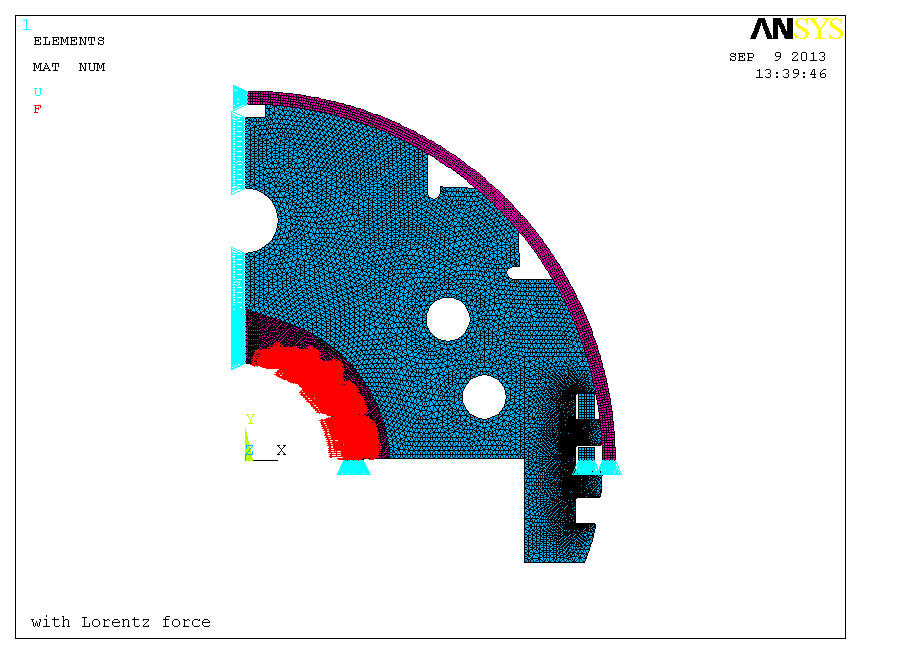 1
ELEMENTS
MAT NUM
U
F
ANSYS
SEP 9 2013
13:39:46
Y
Z X
with Lorentz force